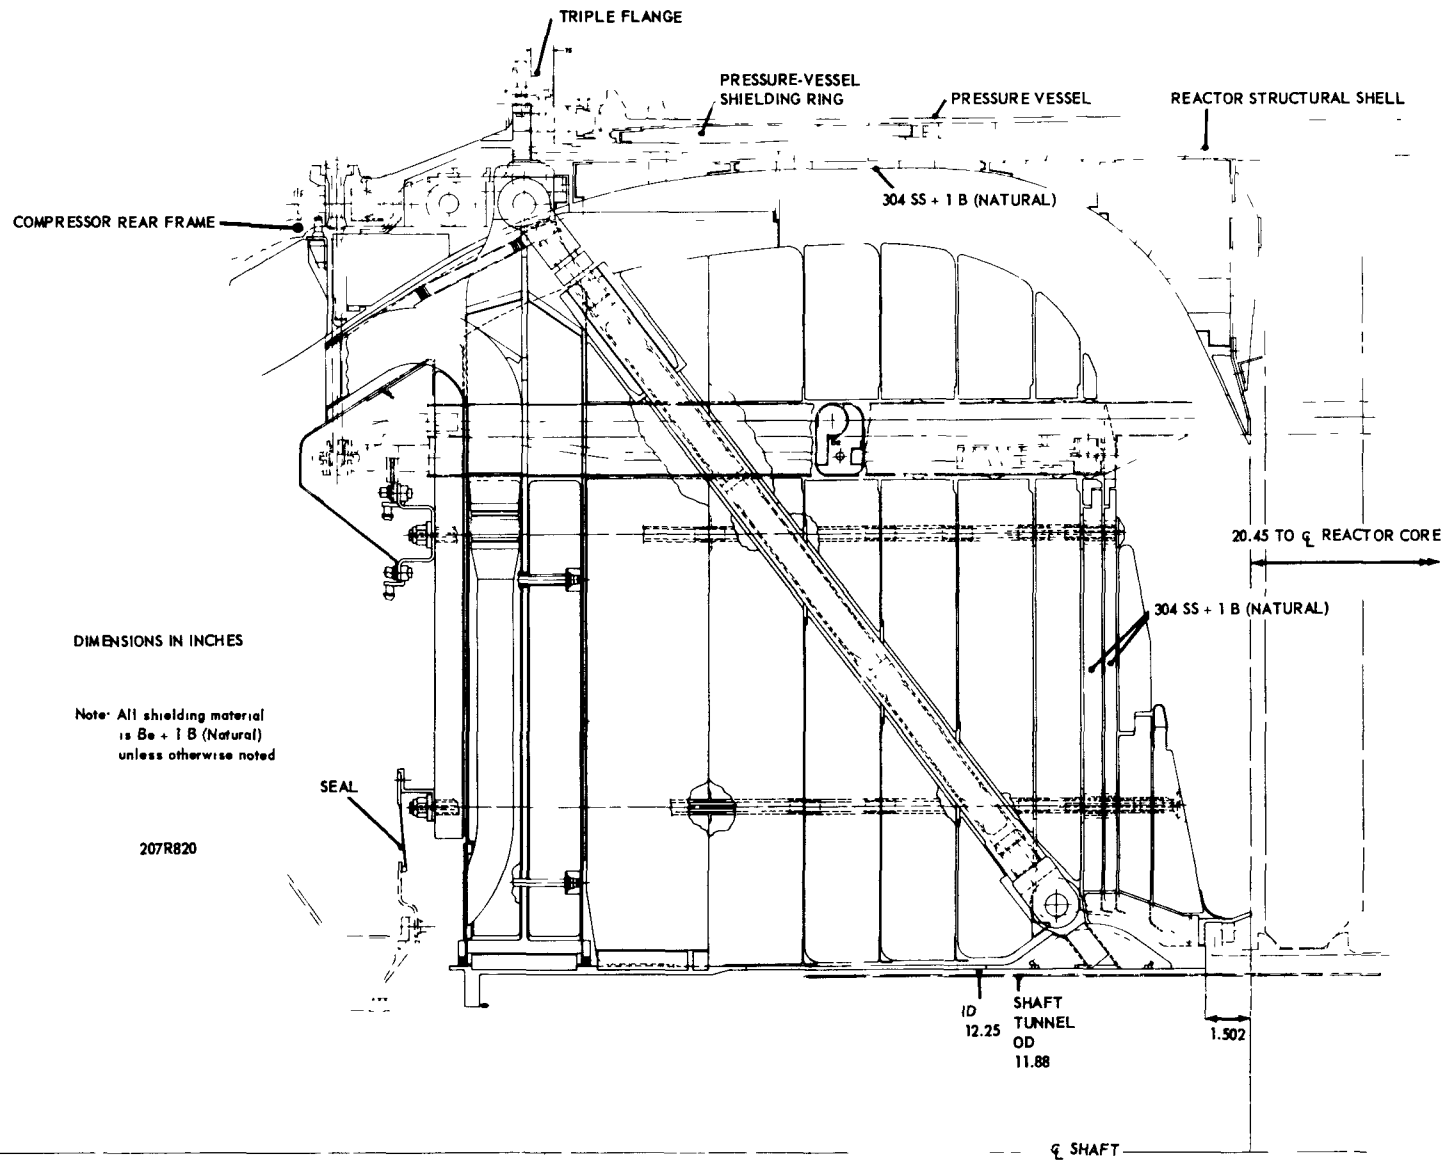 TRIPLE FLANGE
PRESSURE-VESSEL
SHIELDING RING
PRESSURE VESSEL
REACTOR STRUCTURAL SHELL
304 SS + 1 B (NATURAL)
COMPRESSOR REAR FRAME
20.45 TO ℄ REACTOR CORE
304 SS + 1 B (NATURAL)
DIMENSIONS IN INCHES
Note: All shielding material
is Be + 1 B (Natural)
unless otherwise noted
SEAL
207R820
ID
12.25
SHAFT
TUNNEL
OD
11.88
1.502
℄ SHAFT